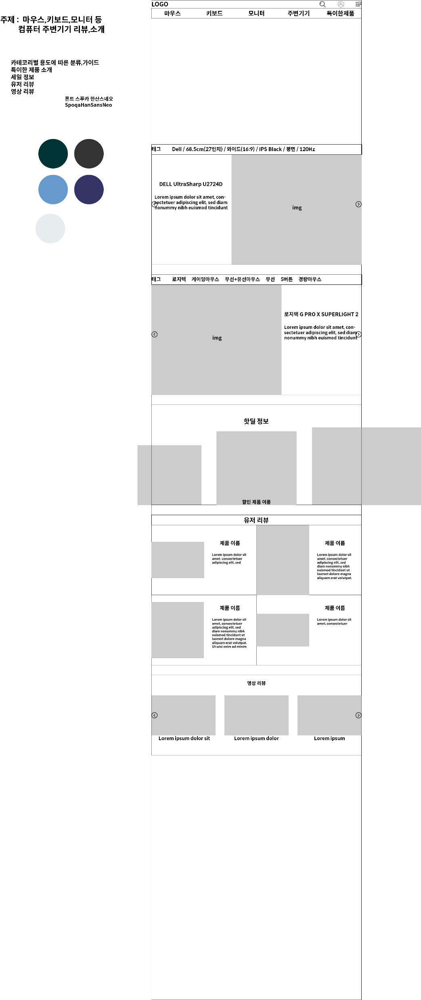 주제 : 마우스,키보드,모니터 등
컴퓨터 주변기기 리뷰,소개
카테코리별 용도에 따른 분류,가이드
특이한 제품 소개
세일 정보
유저 리뷰
영상 리뷰
폰트 스푸카 한산스네오
SpoqaHanSansNeo
LOGO
마우스 키보드 모니터 주변기기 특이한제품
태그 Dell / 68.5cm(27인치) / 와이드(16:9) / IPS Black / 평면 / 120Hz
DELL UltraSharp U2724D
Lorem ipsum dolor sit amet, con-
sectetuer adipiscing elit, sed diam
nonummy nibh euismod tincidunt
img
태그 로지텍 게이밍마우스 무선+유선마우스 무선 5버튼 경량마우스
img
로지텍 G PRO X SUPERLIGHT 2
Lorem ipsum dolor sit amet, con-
sectetuer adipiscing elit, sed diam
nonummy nibh euismod tincidunt
핫딜 정보
할인 제품 이름
유저 리뷰
제품 이름
Lorem ipsum dolor sit
amet, consectetuer
adipiscing elit, sed
제품 이름
Lorem ipsum dolor sit
amet, consectetuer
adipiscing elit, sed
diam nonummy nibh
euismod tincidunt ut
laoreet dolore magna
aliquam erat volutpat.
제품 이름
Lorem ipsum dolor sit
amet, consectetuer
adipiscing elit, sed
diam nonummy nibh
euismod tincidunt ut
laoreet dolore magna
aliquam erat volutpat.
Ut wisi enim ad minim
제품 이름
Lorem ipsum dolor sit
amet, consectetuer
영상 리뷰
Lorem ipsum dolor sit
Lorem ipsum dolor
Lorem ipsum